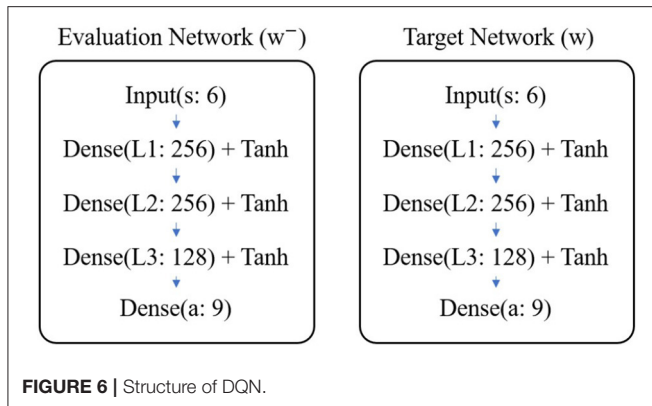 Evaluation Network (w⁻)
Input(s: 6)
Dense(L1: 256) + Tanh
Dense(L2: 256) + Tanh
Dense(L3: 128) + Tanh
Dense(a: 9)
Target Network (w)
Input(s: 6)
Dense(L1: 256) + Tanh
Dense(L2: 256) + Tanh
Dense(L3: 128) + Tanh
Dense(a: 9)
FIGURE 6 | Structure of DQN.